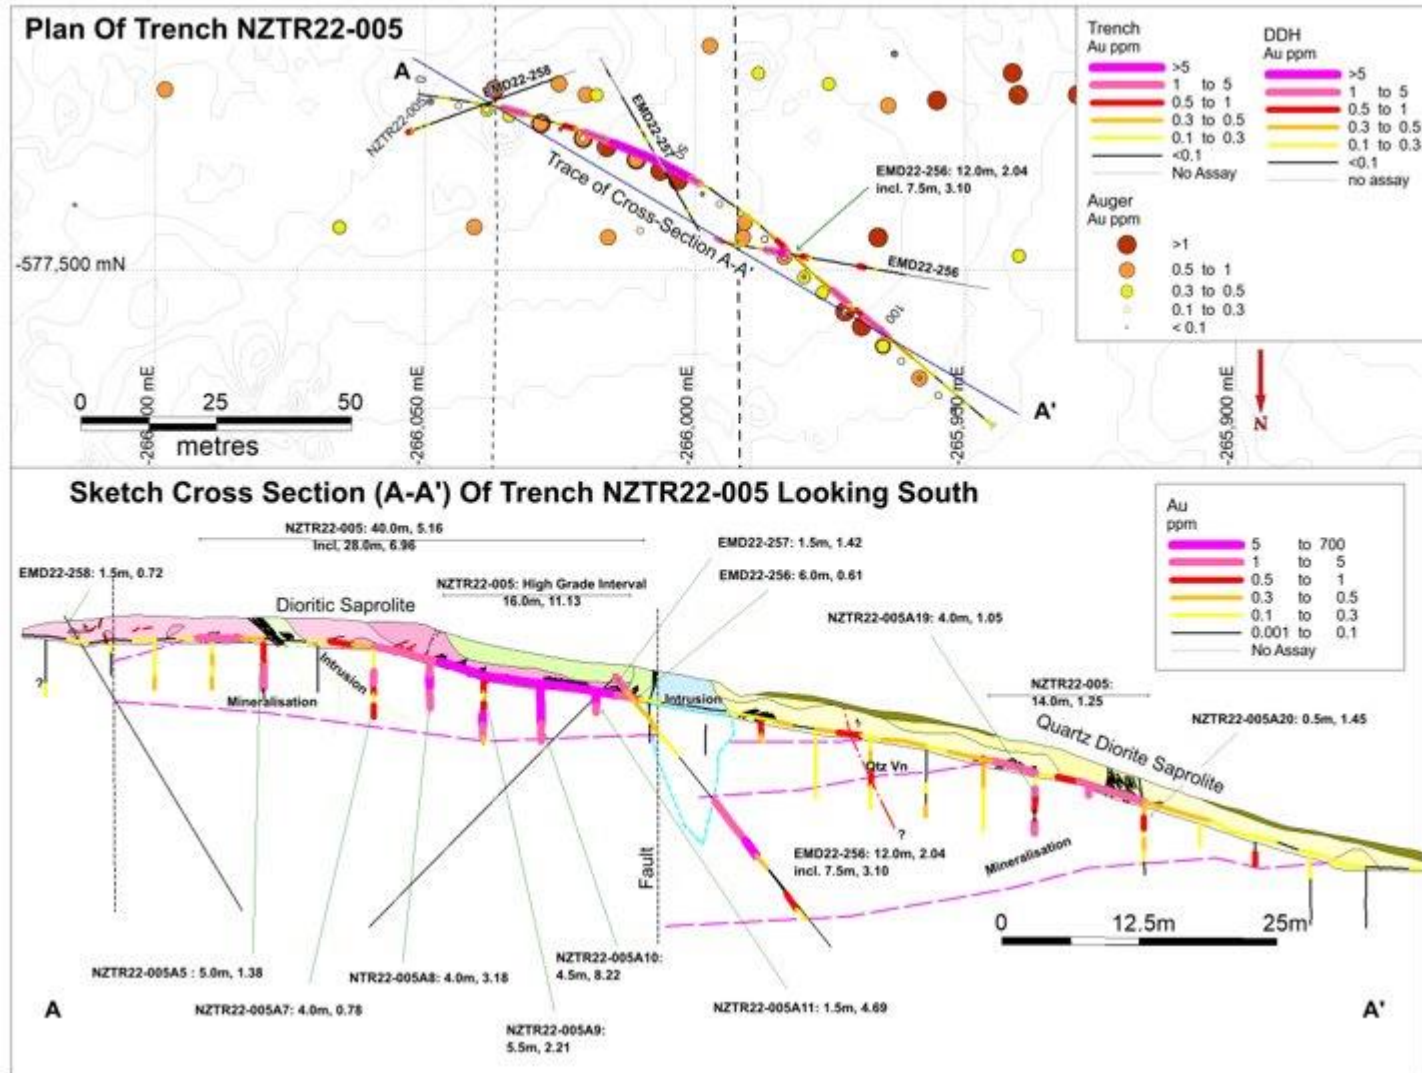 Plan Of Trench NZTR22-005
A
EMD22-258
NZTR22-005
EMD22-257
50
Trace of Cross-Section A-A'
EMD22-256: 12.0m, 2.04
incl. 7.5m, 3.10
EMD22-256
100
A'
-577,500 mN
-266,050 mE
-266,000 mE
-265,900 mE
0 25 50
metres
N
Trench
Au ppm
>5
1 to 5
0.5 to 1
0.3 to 0.5
0.1 to 0.3
<0.1
No Assay
DDH
Au ppm
>5
1 to 5
0.5 to 1
0.3 to 0.5
0.1 to 0.3
<0.1
no assay
Auger
Au ppm
>1
0.5 to 1
0.3 to 0.5
0.1 to 0.3
< 0.1
Sketch Cross Section (A-A') Of Trench NZTR22-005 Looking South
NZTR22-005: 40.0m, 5.16
Incl, 28.0m, 6.96
EMD22-257: 1.5m, 1.42
EMD22-258: 1.5m, 0.72
EMD22-256: 6.0m, 0.61
NZTR22-005: High Grade Interval
16.0m, 11.13
Dioritic Saprolite
NZTR22-005A19: 4.0m, 1.05
Au
ppm
5 to 700
1 to 5
0.5 to 1
0.3 to 0.5
0.1 to 0.3
0.001 to 0.1
No Assay
NZTR22-005:
14.0m, 1.25
NZTR22-005A20: 0.5m, 1.45
Quartz Diorite Saprolite
?
Intrusion
Mineralisation
Intrusion
Qtz Vn
?
Mineralisation
EMD22-256: 12.0m, 2.04
incl. 7.5m, 3.10
Fault
0 12.5m 25m
NZTR22-005A5 : 5.0m, 1.38
NTR22-005A8: 4.0m, 3.18
NZTR22-005A10:
4.5m, 8.22
NZTR22-005A7: 4.0m, 0.78
NZTR22-005A11: 1.5m, 4.69
NZTR22-005A9:
5.5m, 2.21
A
A'